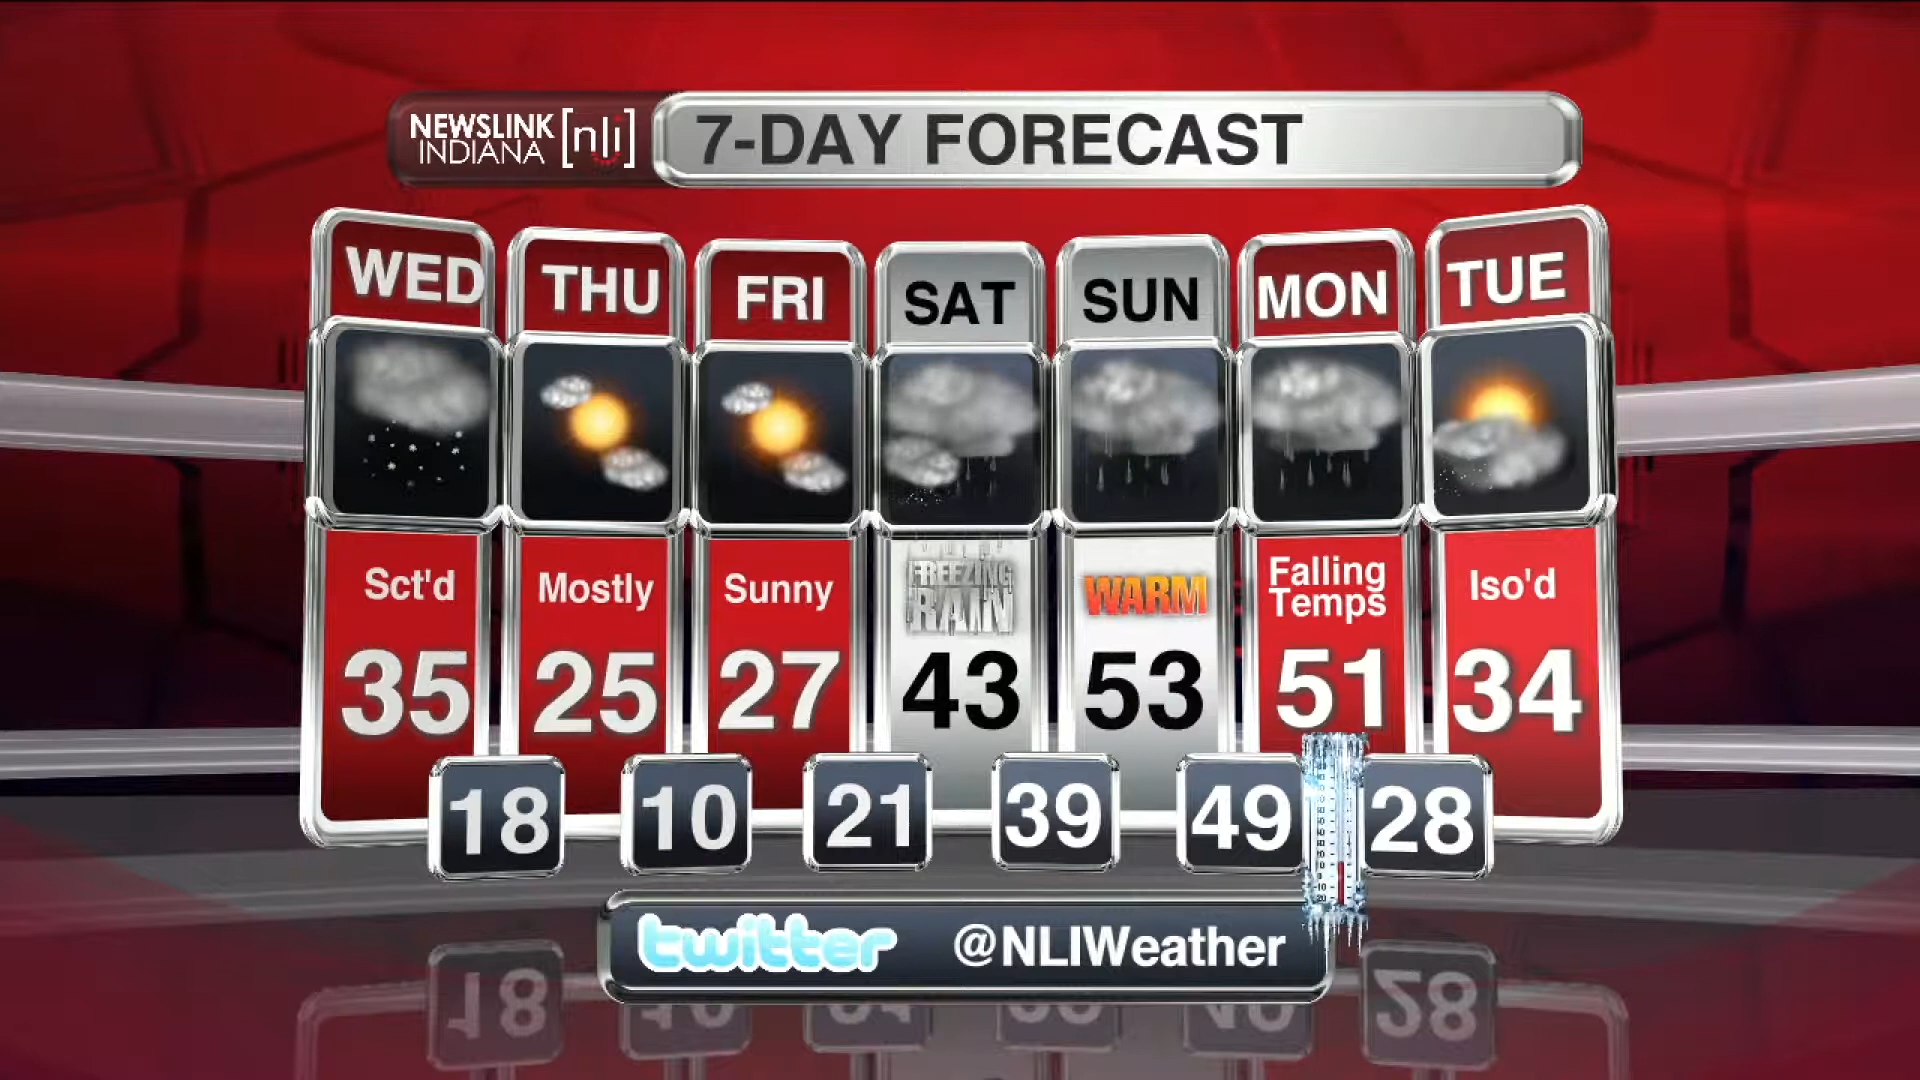 NEWSLINK
INDIANA
[nli]
7-DAY FORECAST
WED
THU
FRI
SAT
SUN
MON
TUE
Sct'd
Mostly
Sunny
FREEZING
RAIN
WARM
Falling
Temps
Iso'd
35
25
27
43
53
51
34
18
10
21
39
49
28
twitter @NLIWeather